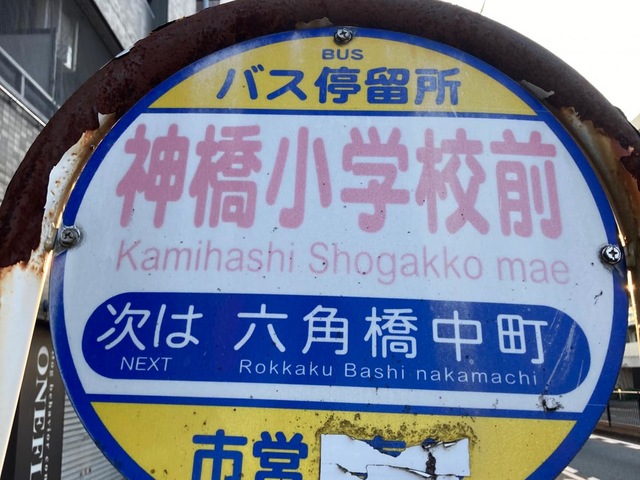 BUS
バス停留所
神橋小学校前
Kamihashi Shogakko mae
次は 六角橋中町
NEXT Rokkaku Bashi nakamachi
市営